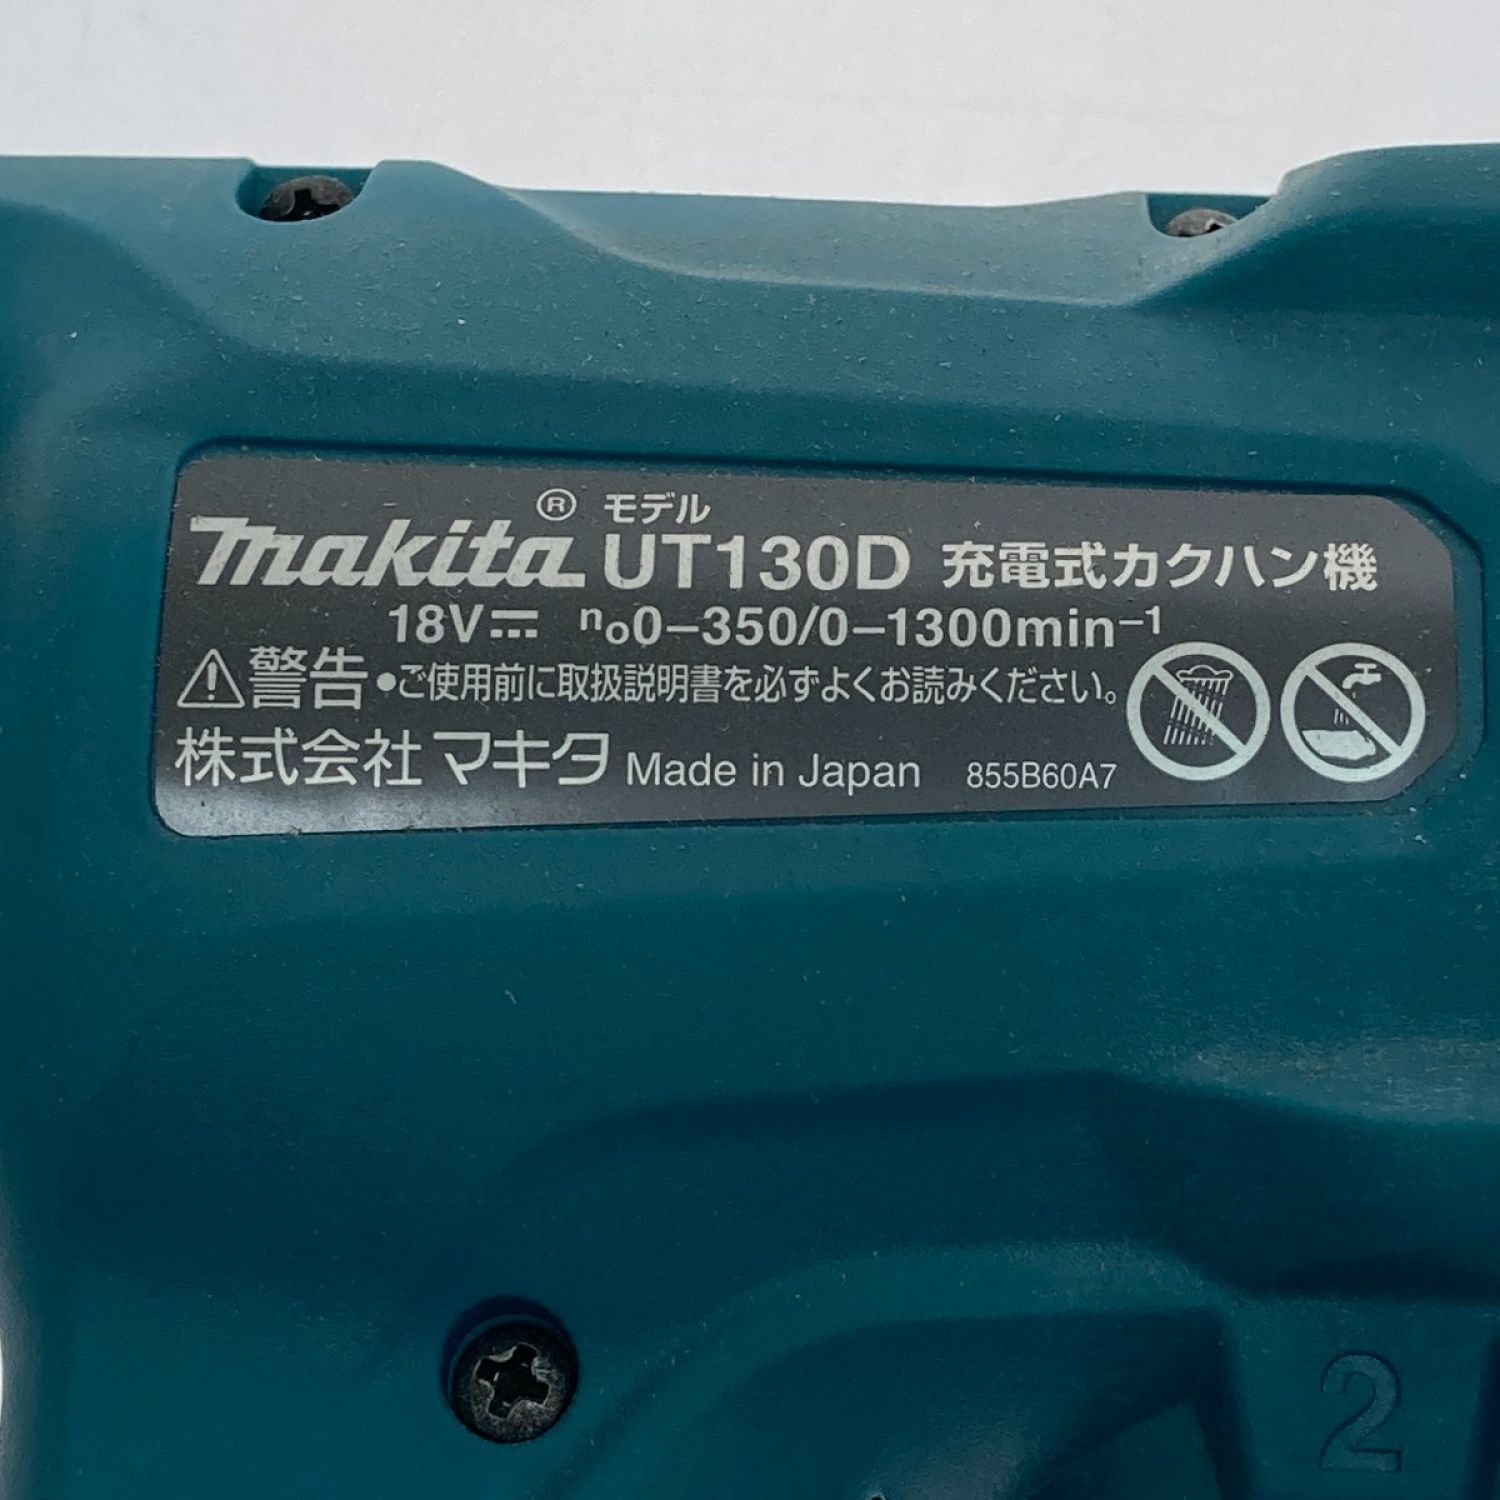 makita® モデル UT130D 充電式カクハン機
18V⎓ n₀0−350/0−1300min⁻¹
⚠警告 •ご使用前に取扱説明書を必ずよくお読みください。
株式会社マキタ Made in Japan 855B60A7
2